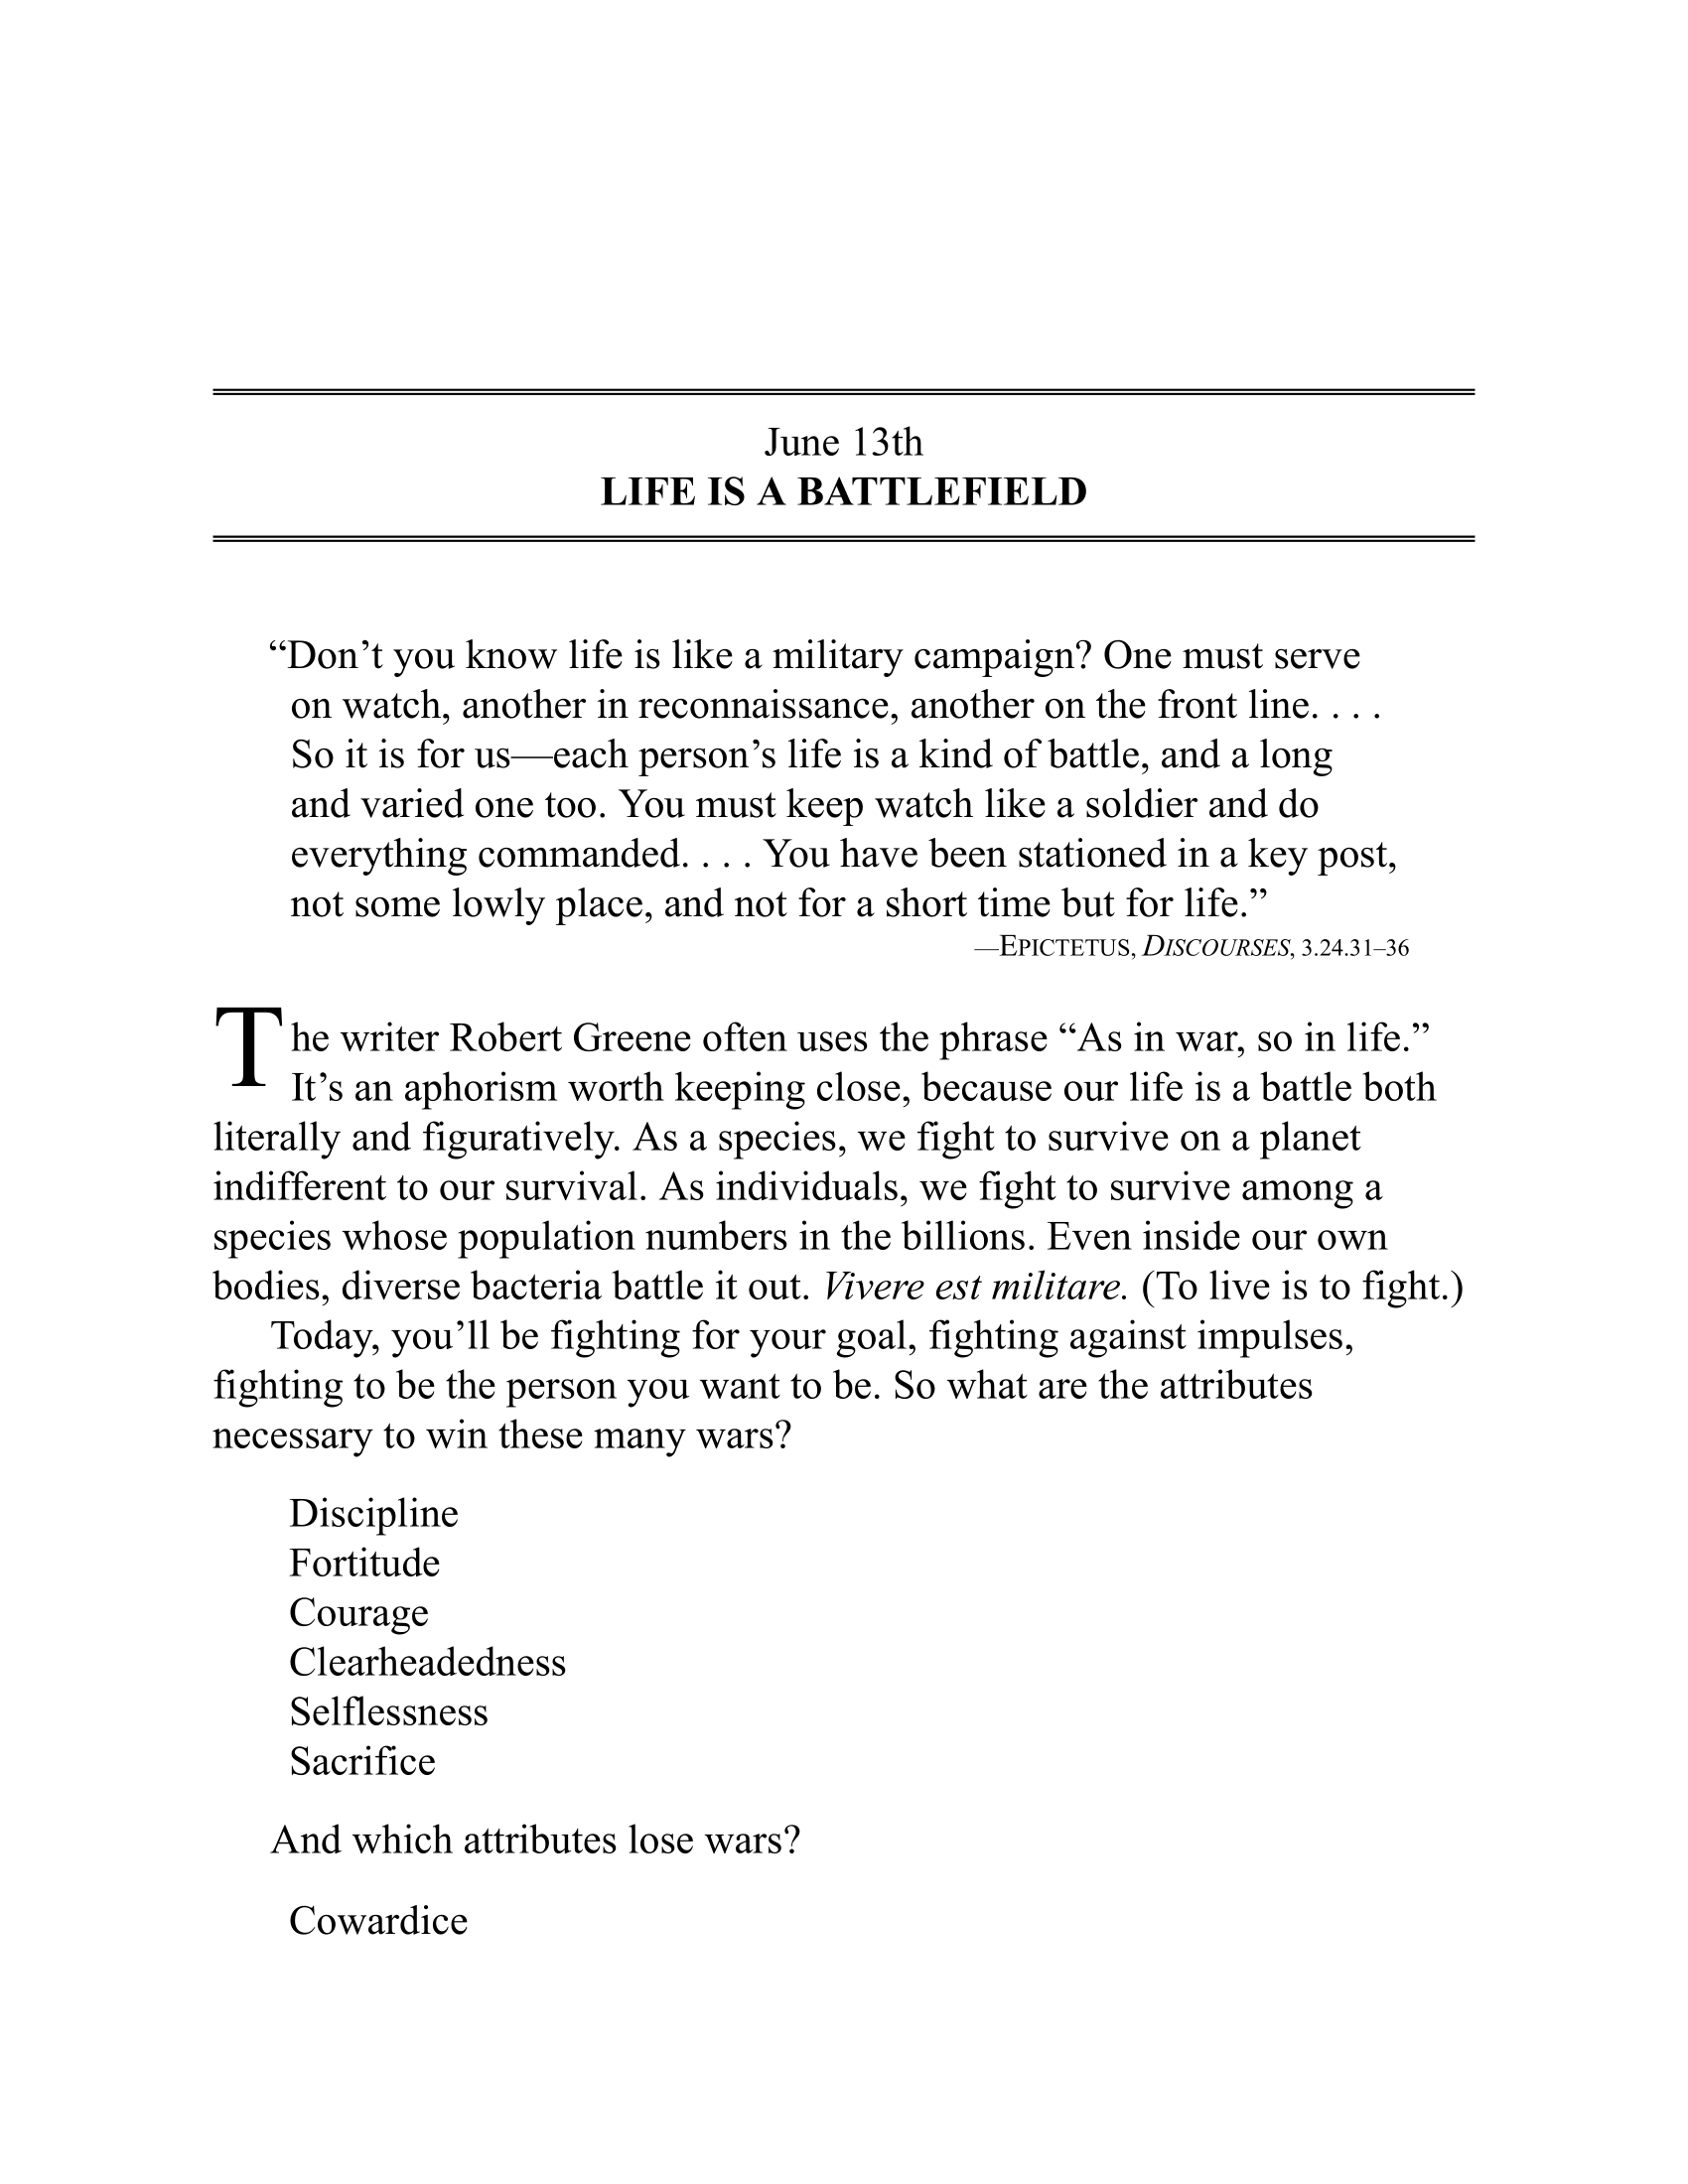 June 13th
LIFE IS A BATTLEFIELD
“Don’t you know life is like a military campaign? One must serve
on watch, another in reconnaissance, another on the front line. . . .
So it is for us—each person’s life is a kind of battle, and a long
and varied one too. You must keep watch like a soldier and do
everything commanded. . . . You have been stationed in a key post,
not some lowly place, and not for a short time but for life.”
—EPICTETUS, DISCOURSES, 3.24.31–36
The writer Robert Greene often uses the phrase “As in war, so in life.”
It’s an aphorism worth keeping close, because our life is a battle both
literally and figuratively. As a species, we fight to survive on a planet
indifferent to our survival. As individuals, we fight to survive among a
species whose population numbers in the billions. Even inside our own
bodies, diverse bacteria battle it out. Vivere est militare. (To live is to fight.)
Today, you’ll be fighting for your goal, fighting against impulses,
fighting to be the person you want to be. So what are the attributes
necessary to win these many wars?
Discipline
Fortitude
Courage
Clearheadedness
Selflessness
Sacrifice
And which attributes lose wars?
Cowardice